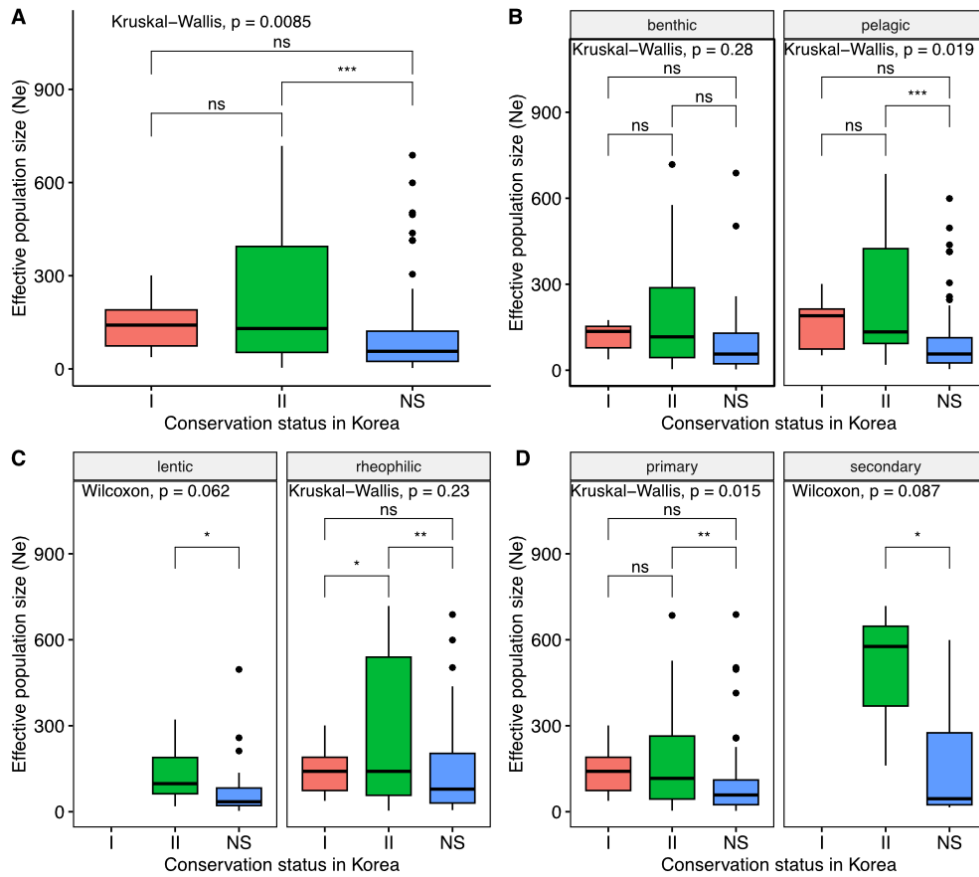 A
Kruskal−Wallis, p = 0.0085
ns
***
ns
900
600
300
0
Effective population size (Ne)
I II NS
Conservation status in Korea
B
benthic pelagic
Kruskal−Wallis, p = 0.28 Kruskal−Wallis, p = 0.019
ns ns
ns ***
ns ns
900
600
300
0
Effective population size (Ne)
I II NS I II NS
Conservation status in Korea
C
lentic rheophilic
Wilcoxon, p = 0.062 Kruskal−Wallis, p = 0.23
ns
* **
*
900
600
300
0
Effective population size (Ne)
I II NS I II NS
Conservation status in Korea
D
primary secondary
Kruskal−Wallis, p = 0.015 Wilcoxon, p = 0.087
ns
** *
ns
900
600
300
0
Effective population size (Ne)
I II NS I II NS
Conservation status in Korea